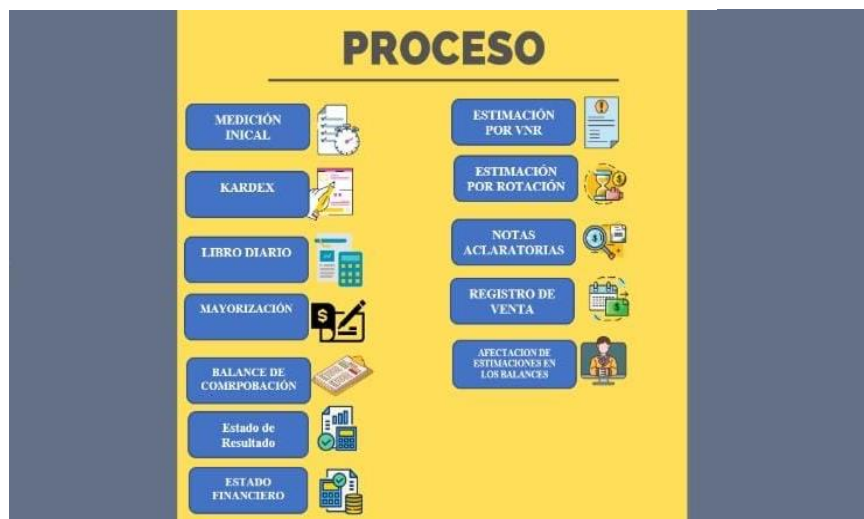 PROCESO
MEDICIÓN
INICAL
KARDEX
LIBRO DIARIO
MAYORIZACIÓN
BALANCE DE
COMRPOBACIÓN
Estado de
Resultado
ESTADO
FINANCIERO
ESTIMACIÓN
POR VNR
ESTIMACIÓN
POR ROTACIÓN
NOTAS
ACLARATORIAS
REGISTRO DE
VENTA
AFECTACION DE
ESTIMACIONES EN
LOS BALANCES